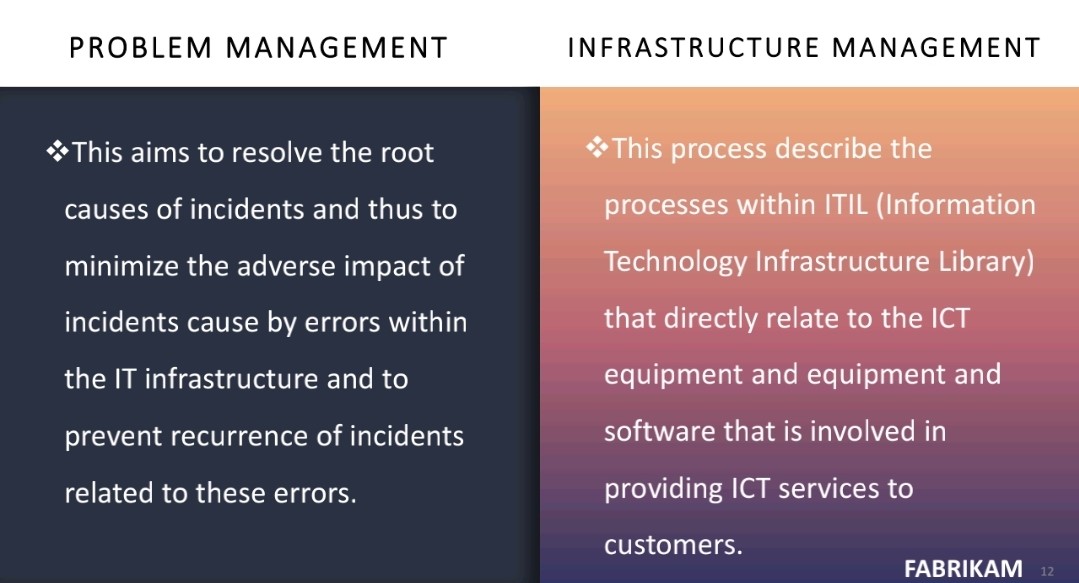 PROBLEM MANAGEMENT
❖This aims to resolve the root
causes of incidents and thus to
minimize the adverse impact of
incidents cause by errors within
the IT infrastructure and to
prevent recurrence of incidents
related to these errors.
INFRASTRUCTURE MANAGEMENT
❖This process describe the
processes within ITIL (Information
Technology Infrastructure Library)
that directly relate to the ICT
equipment and equipment and
software that is involved in
providing ICT services to
customers.
FABRIKAM 12